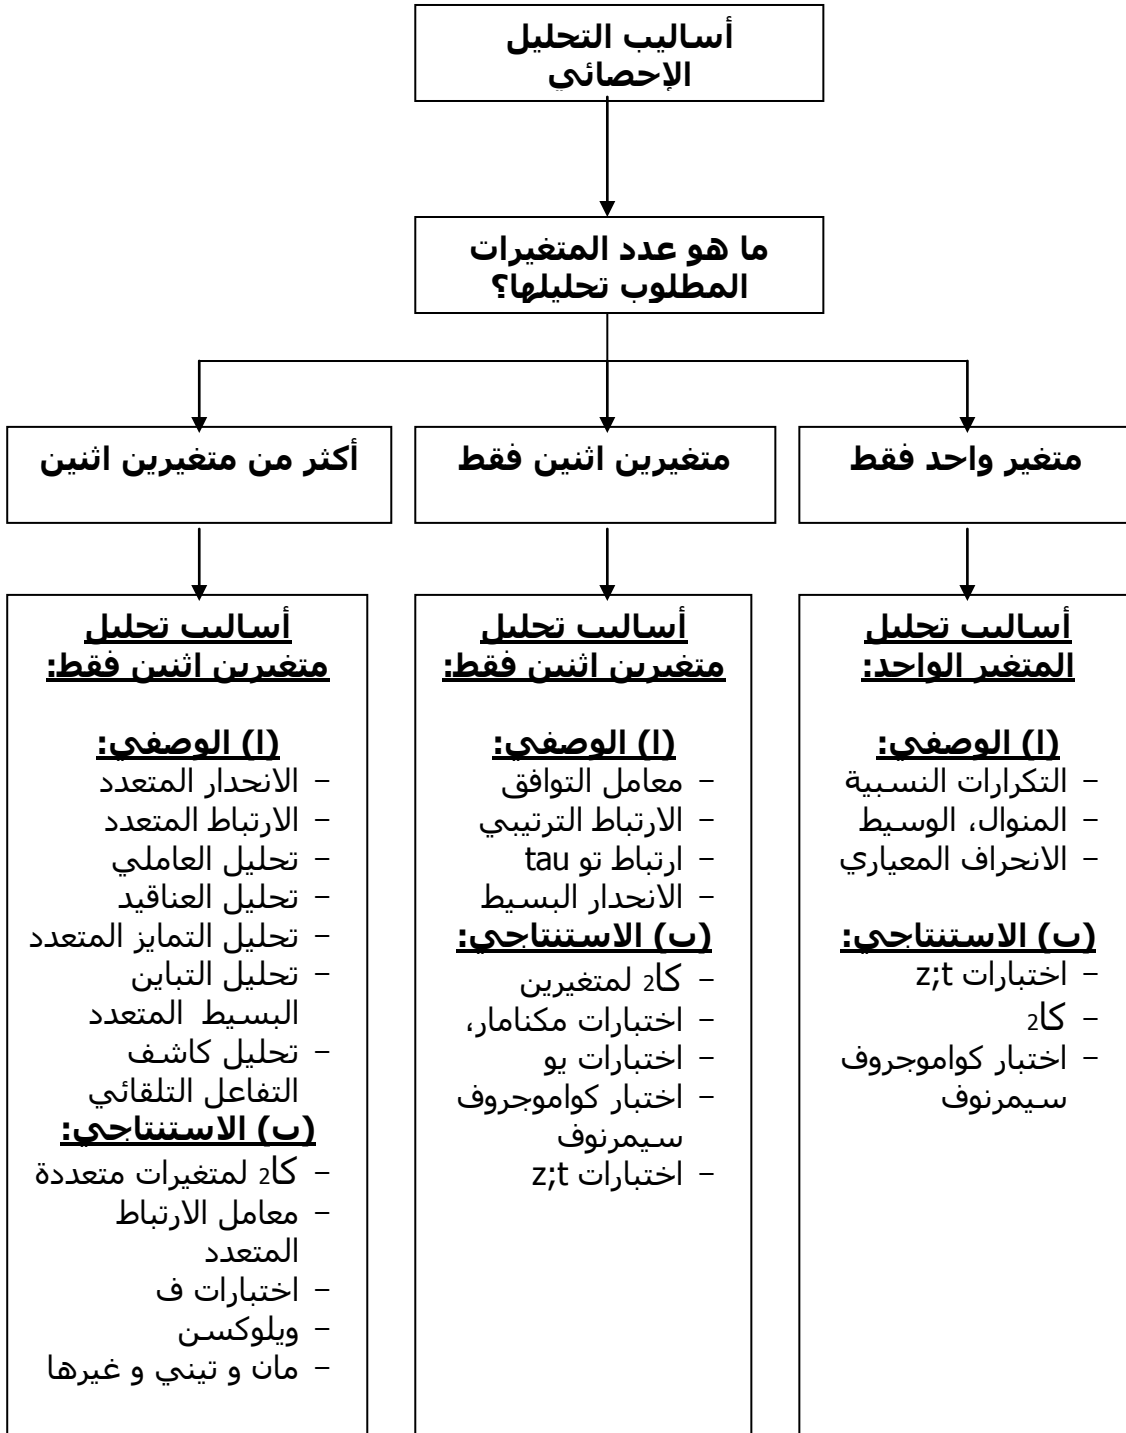 أساليب التحليل
الإحصائي
ما هو عدد المتغيرات
المطلوب تحليلها؟
متغير واحد فقط
متغيرين اثنين فقط
أكثر من متغيرين اثنين
أساليب تحليل
المتغير الواحد:
(ا) الوصفي:
- التكرارات النسبية
- المنوال، الوسيط
- الانحراف المعياري
(ب) الاستنتاجي:
- اختبارات z;t
- كا2
- اختبار كواموجروف
سيمرنوف
أساليب تحليل
متغيرين اثنين فقط:
(ا) الوصفي:
- معامل التوافق
- الارتباط الترتيبي
- ارتباط تو tau
- الانحدار البسيط
(ب) الاستنتاجي:
- كا2 لمتغيرين
- اختبارات مكنامار،
- اختبارات يو
- اختبار كواموجروف
سيمرنوف
- اختبارات z;t
أساليب تحليل
متغيرين اثنين فقط:
(ا) الوصفي:
- الانحدار المتعدد
- الارتباط المتعدد
- تحليل العاملي
- تحليل العناقيد
- تحليل التمايز المتعدد
- تحليل التباين
البسيط المتعدد
- تحليل كاشف
التفاعل التلقائي
(ب) الاستنتاجي:
- كا2 لمتغيرات متعددة
- معامل الارتباط
المتعدد
- اختبارات ف
- ويلوكسن
- مان و تيني و غيرها